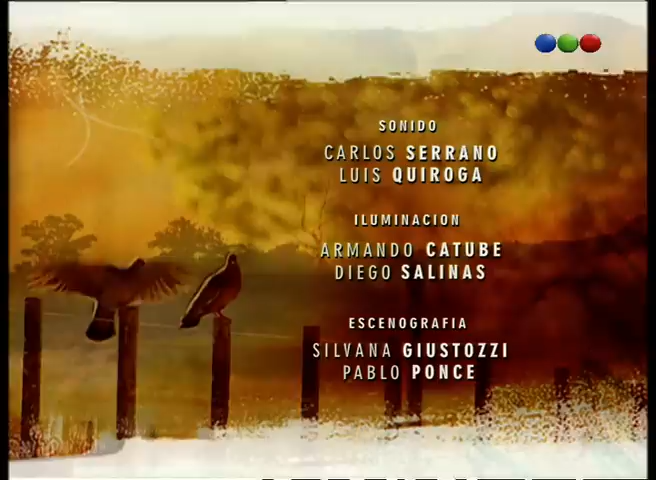 SONIDO
CARLOS SERRANO
LUIS QUIROGA
ILUMINACION
ARMANDO CATUBE
DIEGO SALINAS
ESCENOGRAFIA
SILVANA GIUSTOZZI
PABLO PONCE